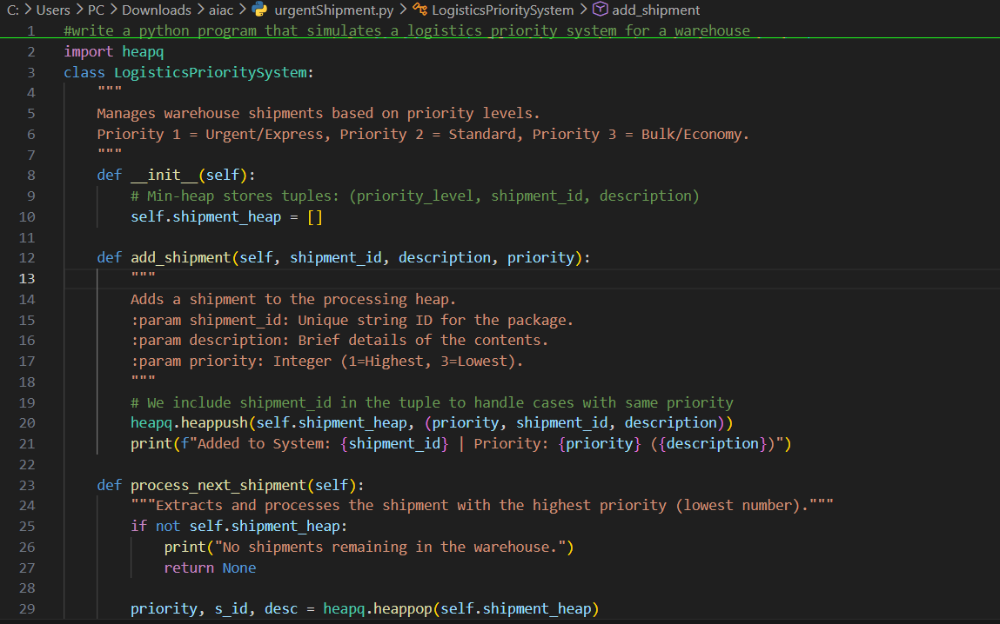 C: > Users > PC > Downloads > aiac > urgentShipment.py > LogisticsPrioritySystem > add_shipment
1 #write a python program that simulates a logistics priority system for a warehouse
2 import heapq
3 class LogisticsPrioritySystem:
4 """
5 Manages warehouse shipments based on priority levels.
6 Priority 1 = Urgent/Express, Priority 2 = Standard, Priority 3 = Bulk/Economy.
7 """
8 def __init__(self):
9 # Min-heap stores tuples: (priority_level, shipment_id, description)
10 self.shipment_heap = []
11
12 def add_shipment(self, shipment_id, description, priority):
13 """
14 Adds a shipment to the processing heap.
15 :param shipment_id: Unique string ID for the package.
16 :param description: Brief details of the contents.
17 :param priority: Integer (1=Highest, 3=Lowest).
18 """
19 # We include shipment_id in the tuple to handle cases with same priority
20 heapq.heappush(self.shipment_heap, (priority, shipment_id, description))
21 print(f"Added to System: {shipment_id} | Priority: {priority} ({description})")
22
23 def process_next_shipment(self):
24 """Extracts and processes the shipment with the highest priority (lowest number)."""
25 if not self.shipment_heap:
26 print("No shipments remaining in the warehouse.")
27 return None
28
29 priority, s_id, desc = heapq.heappop(self.shipment_heap)